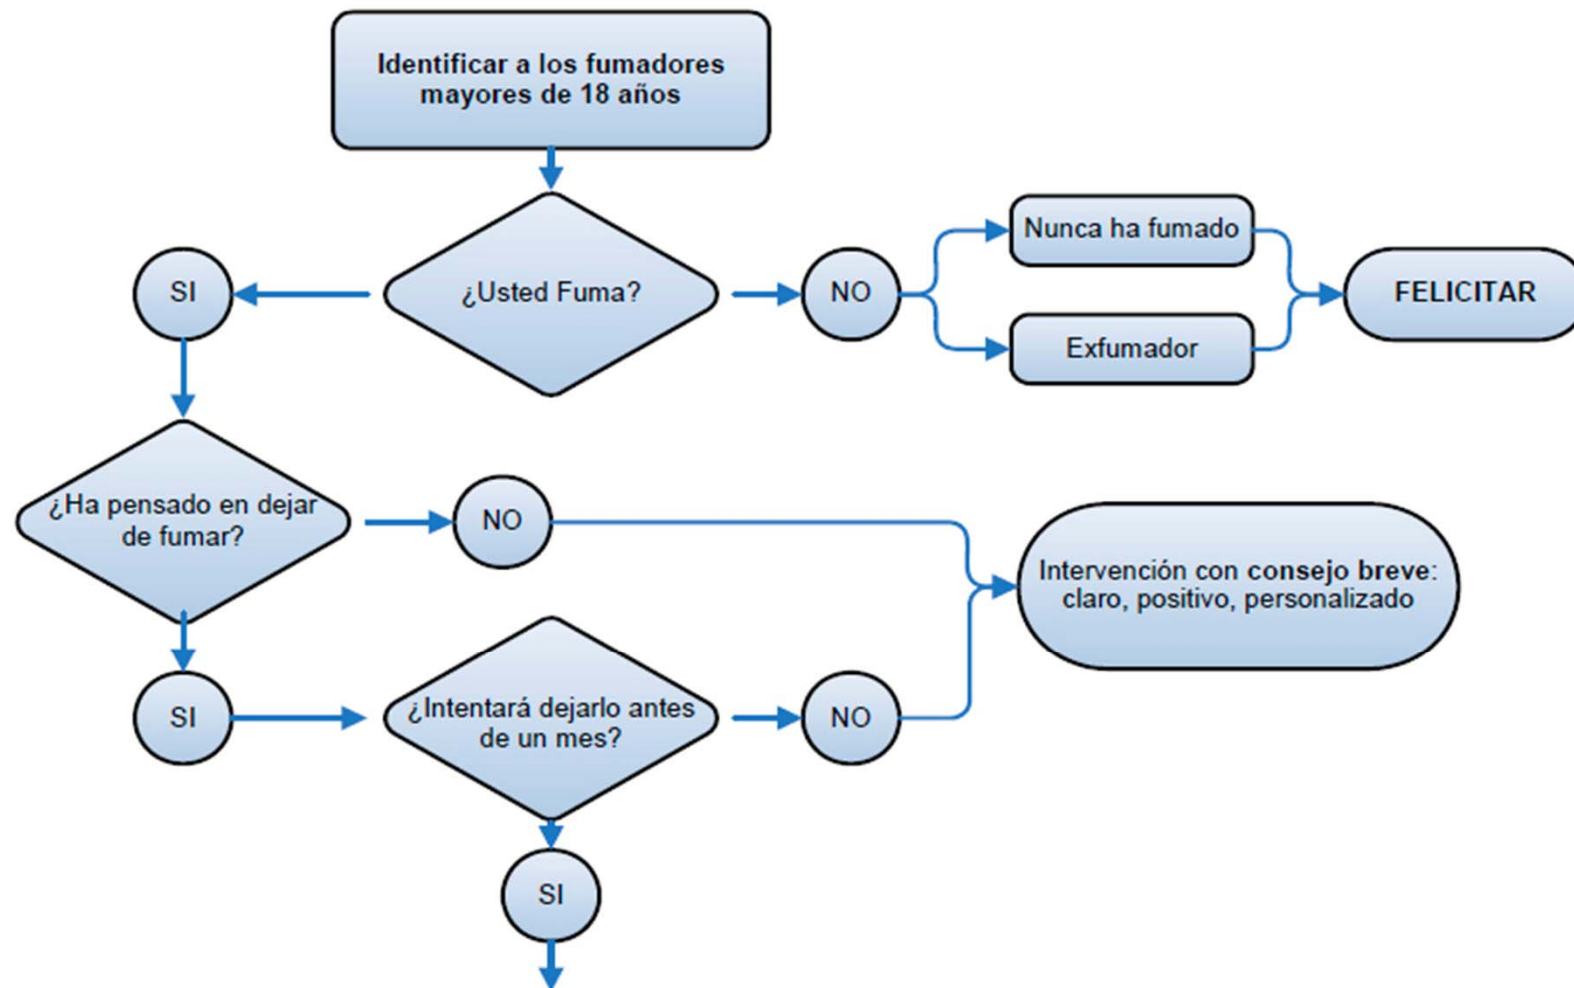 Identificar a los fumadores
mayores de 18 años
SI
¿Usted Fuma?
NO
Nunca ha fumado
Exfumador
FELICITAR
¿Ha pensado en dejar
de fumar?
NO
Intervención con consejo breve:
claro, positivo, personalizado
SI
¿Intentará dejarlo antes
de un mes?
NO
SI